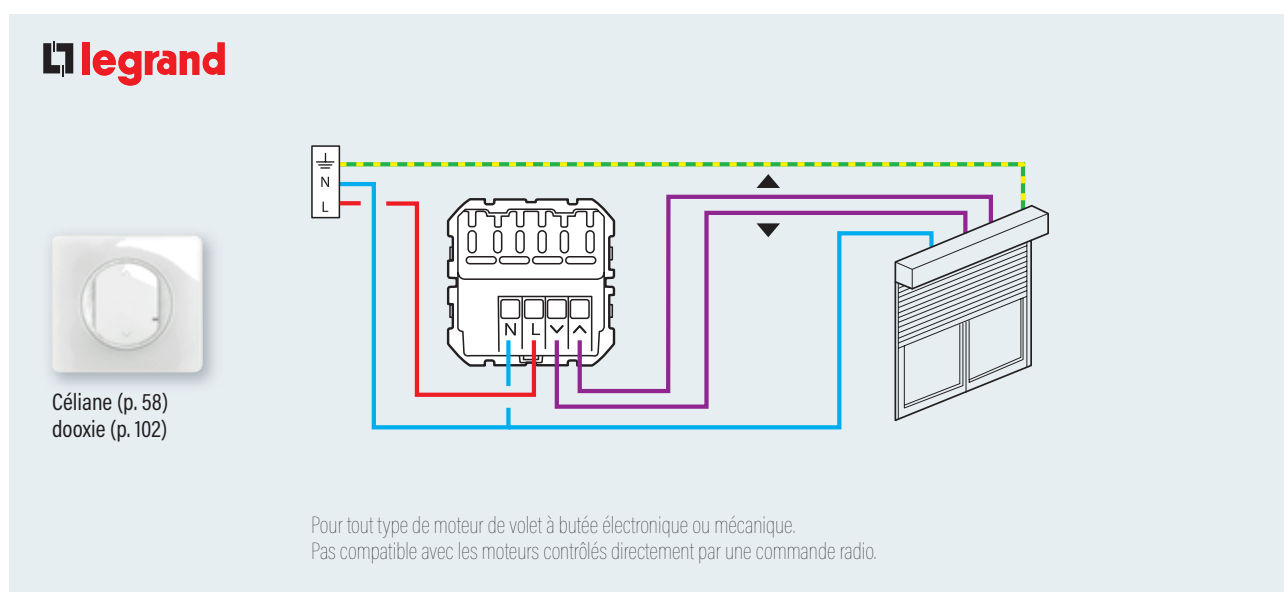 legrand
N
L
N L
Céliane (p. 58)
dooxie (p. 102)
Pour tout type de moteur de volet à butée électronique ou mécanique.
Pas compatible avec les moteurs contrôlés directement par une commande radio.